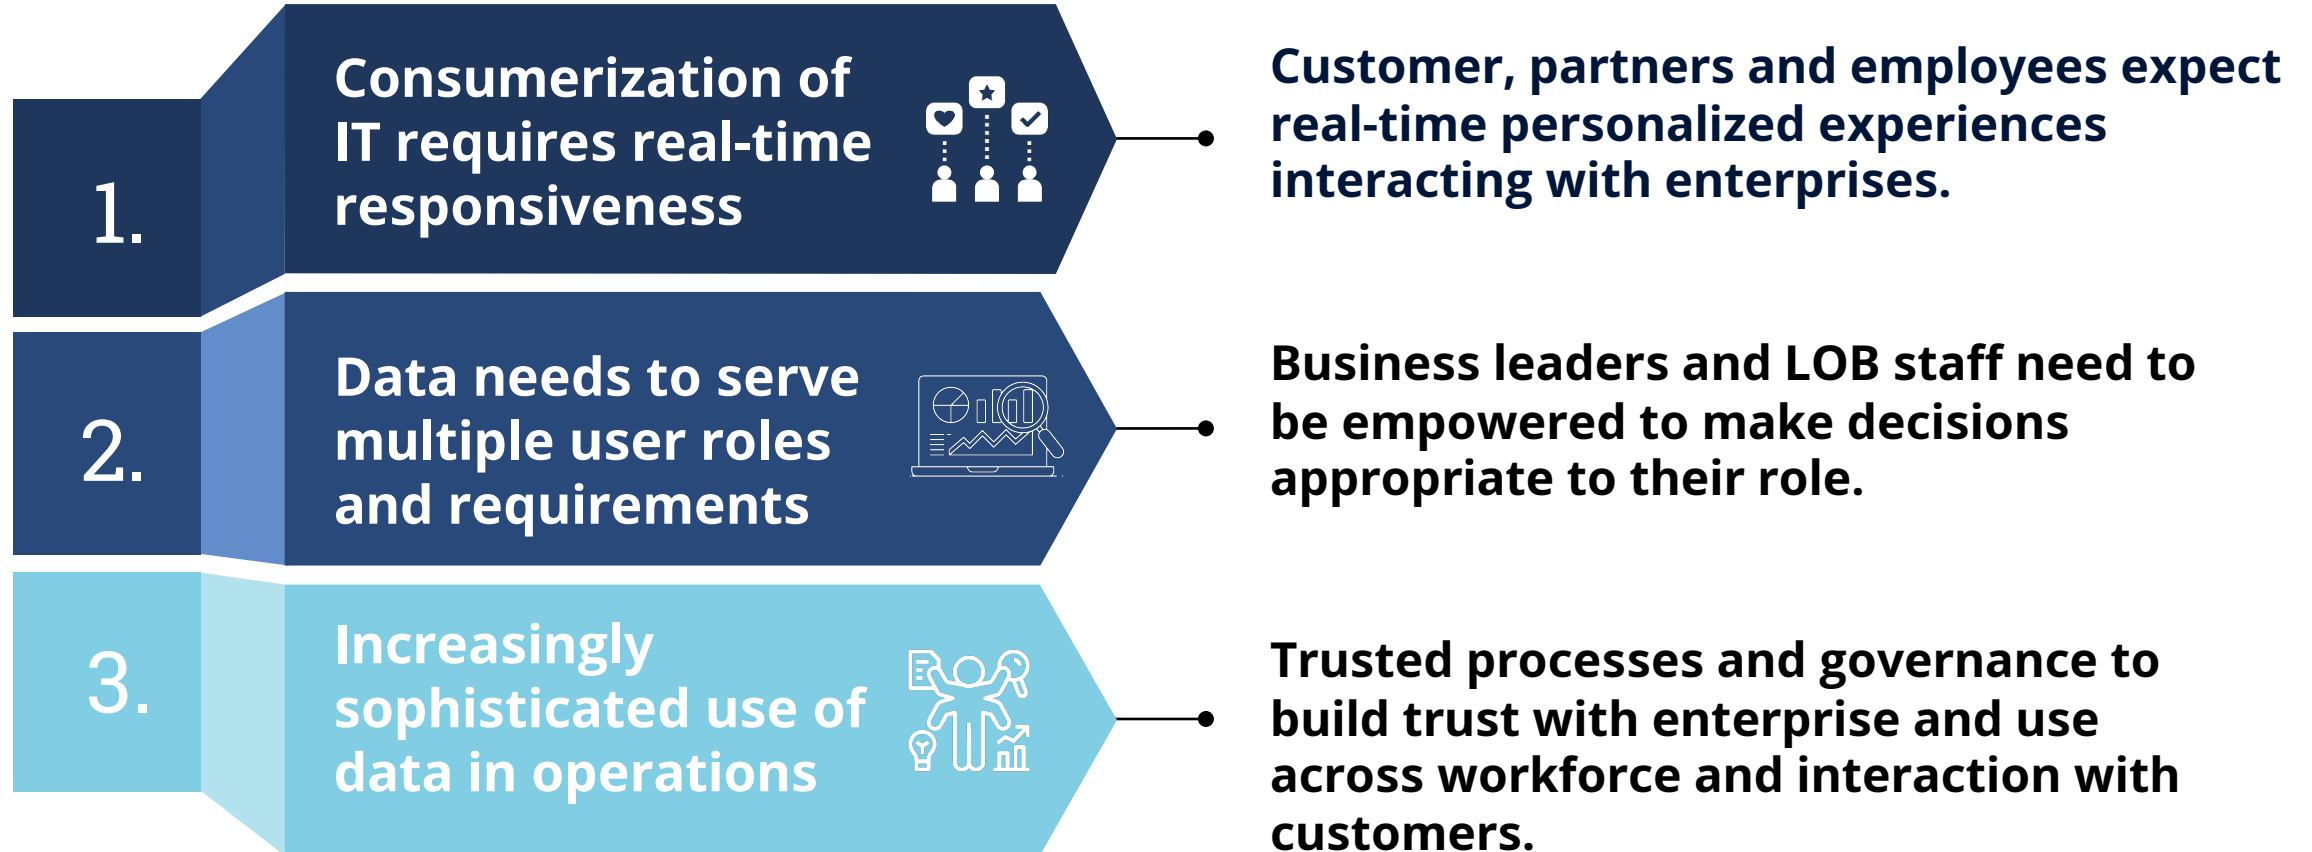 1.
Consumerization of
IT requires real-time
responsiveness
Customer, partners and employees expect
real-time personalized experiences
interacting with enterprises.
2.
Data needs to serve
multiple user roles
and requirements
Business leaders and LOB staff need to
be empowered to make decisions
appropriate to their role.
3.
Increasingly
sophisticated use of
data in operations
Trusted processes and governance to
build trust with enterprise and use
across workforce and interaction with
customers.